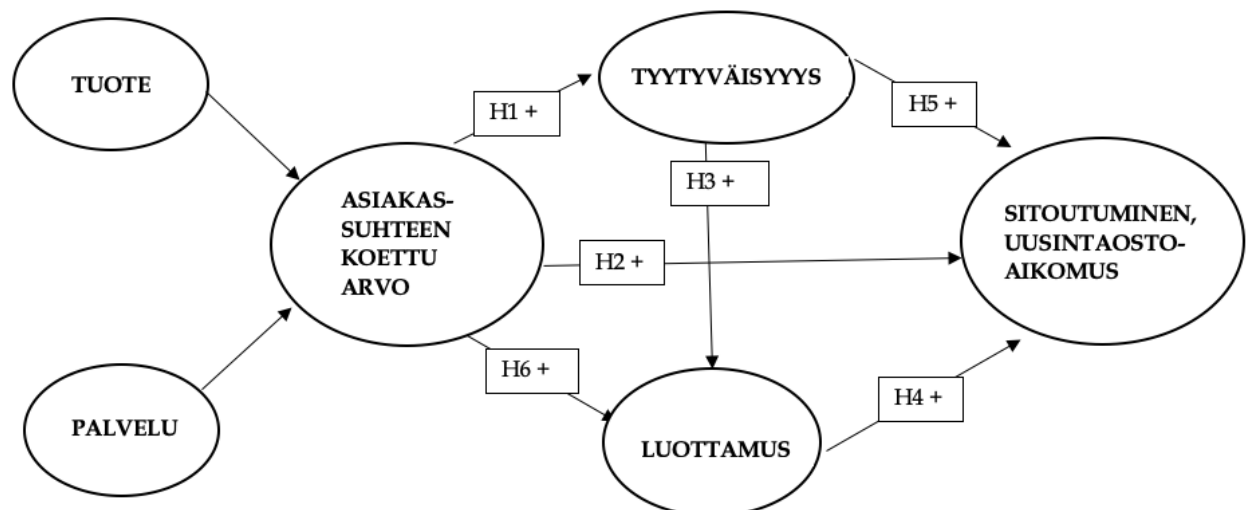 TUOTE
TYYTYVÄISYYYS
H1 +
H5 +
H3 +
ASIAKAS-
SUHTEEN
KOETTU
ARVO
H2 +
SITOUTUMINEN,
UUSINTAOSTO-
AIKOMUS
H6 +
H4 +
PALVELU
LUOTTAMUS